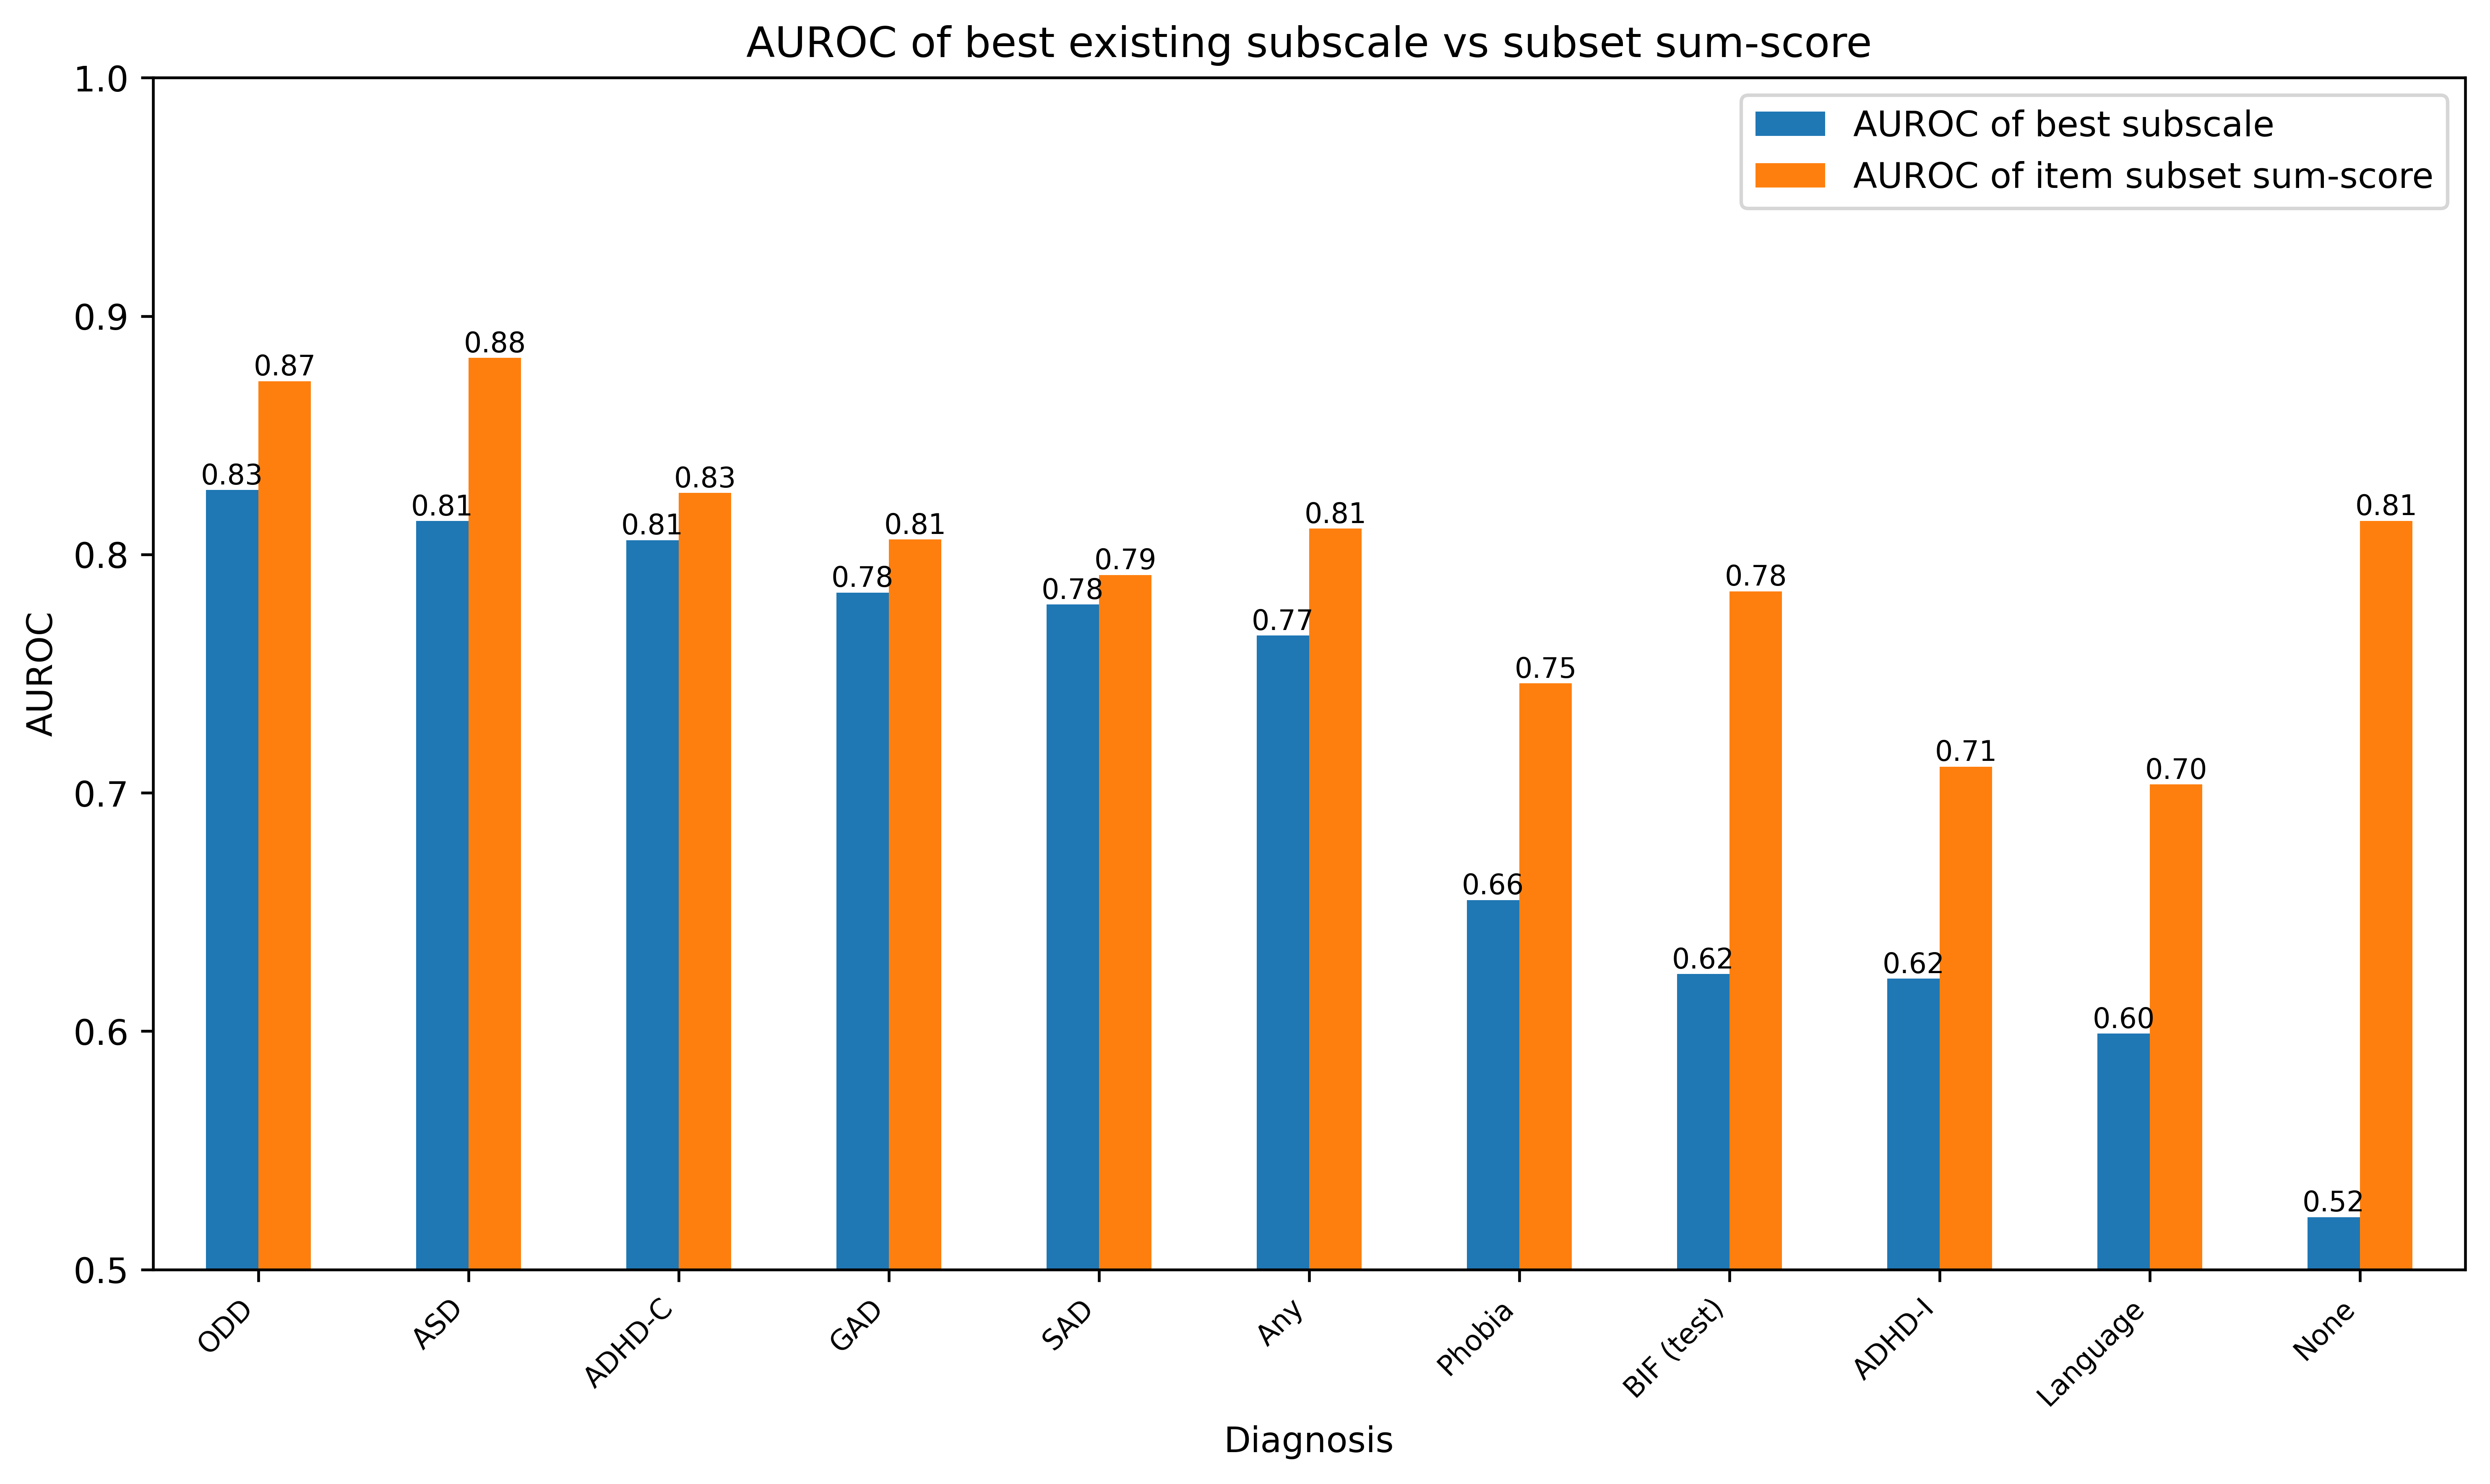 AUROC of best existing subscale vs subset sum-score
AUROC of best subscale
AUROC of item subset sum-score
AUROC
1.0
0.9
0.8
0.7
0.6
0.5
0.83
0.87
0.81
0.88
0.81
0.83
0.78
0.81
0.78
0.79
0.77
0.81
0.66
0.75
0.62
0.78
0.62
0.71
0.60
0.70
0.52
0.81
ODD
ASD
ADHD-C
GAD
SAD
Any
Phobia
BIF (test)
ADHD-I
Language
None
Diagnosis